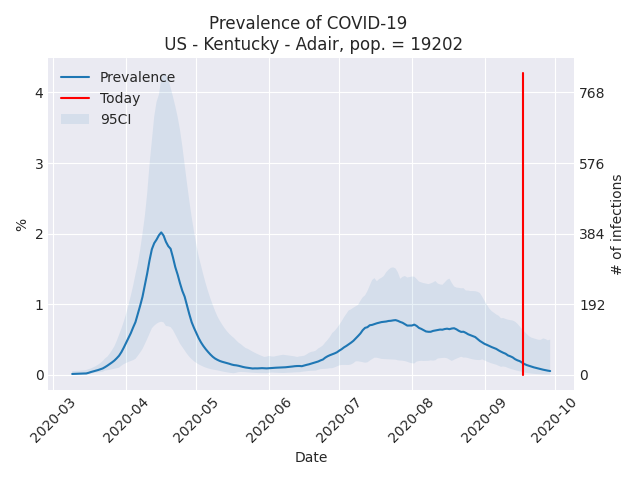 Prevalence of COVID-19
US - Kentucky - Adair, pop. = 19202
Prevalence
Today
95CI
%
4
3
2
1
0
# of infections
768
576
384
192
0
2020-03
2020-04
2020-05
2020-06
2020-07
2020-08
2020-09
2020-10
Date